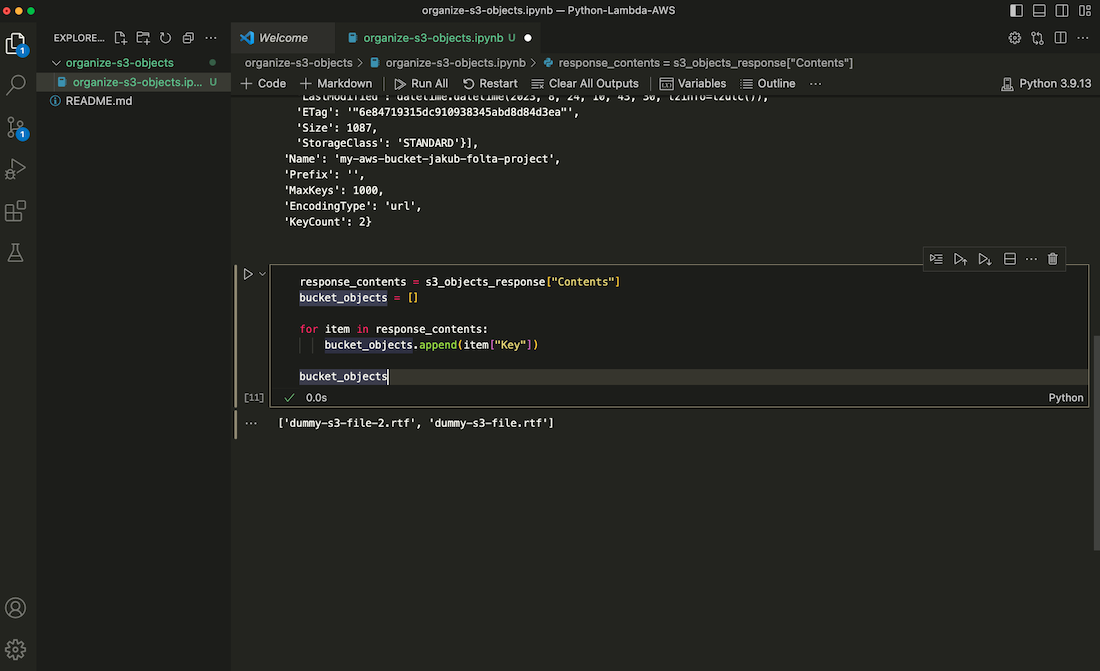 organize-s3-objects.ipynb — Python-Lambda-AWS
EXPLORE...
Welcome
organize-s3-objects.ipynb U
organize-s3-objects
organize-s3-objects.ip... U
README.md
1
1
organize-s3-objects > organize-s3-objects.ipynb > response_contents = s3_objects_response["Contents"]
+ Code + Markdown Run All Restart Clear All Outputs Variables Outline ... Python 3.9.13
'LastModified': datetime.datetime(2023, 8, 24, 10, 43, 30, tzinfo=tzutc()),
'ETag': '"6e84719315dc910938345abd8d84d3ea"',
'Size': 1087,
'StorageClass': 'STANDARD'}],
'Name': 'my-aws-bucket-jakub-folta-project',
'Prefix': '',
'MaxKeys': 1000,
'EncodingType': 'url',
'KeyCount': 2}
response_contents = s3_objects_response["Contents"]
bucket_objects = []
for item in response_contents:
bucket_objects.append(item["Key"])
bucket_objects
[11] 0.0s Python
['dummy-s3-file-2.rtf', 'dummy-s3-file.rtf']